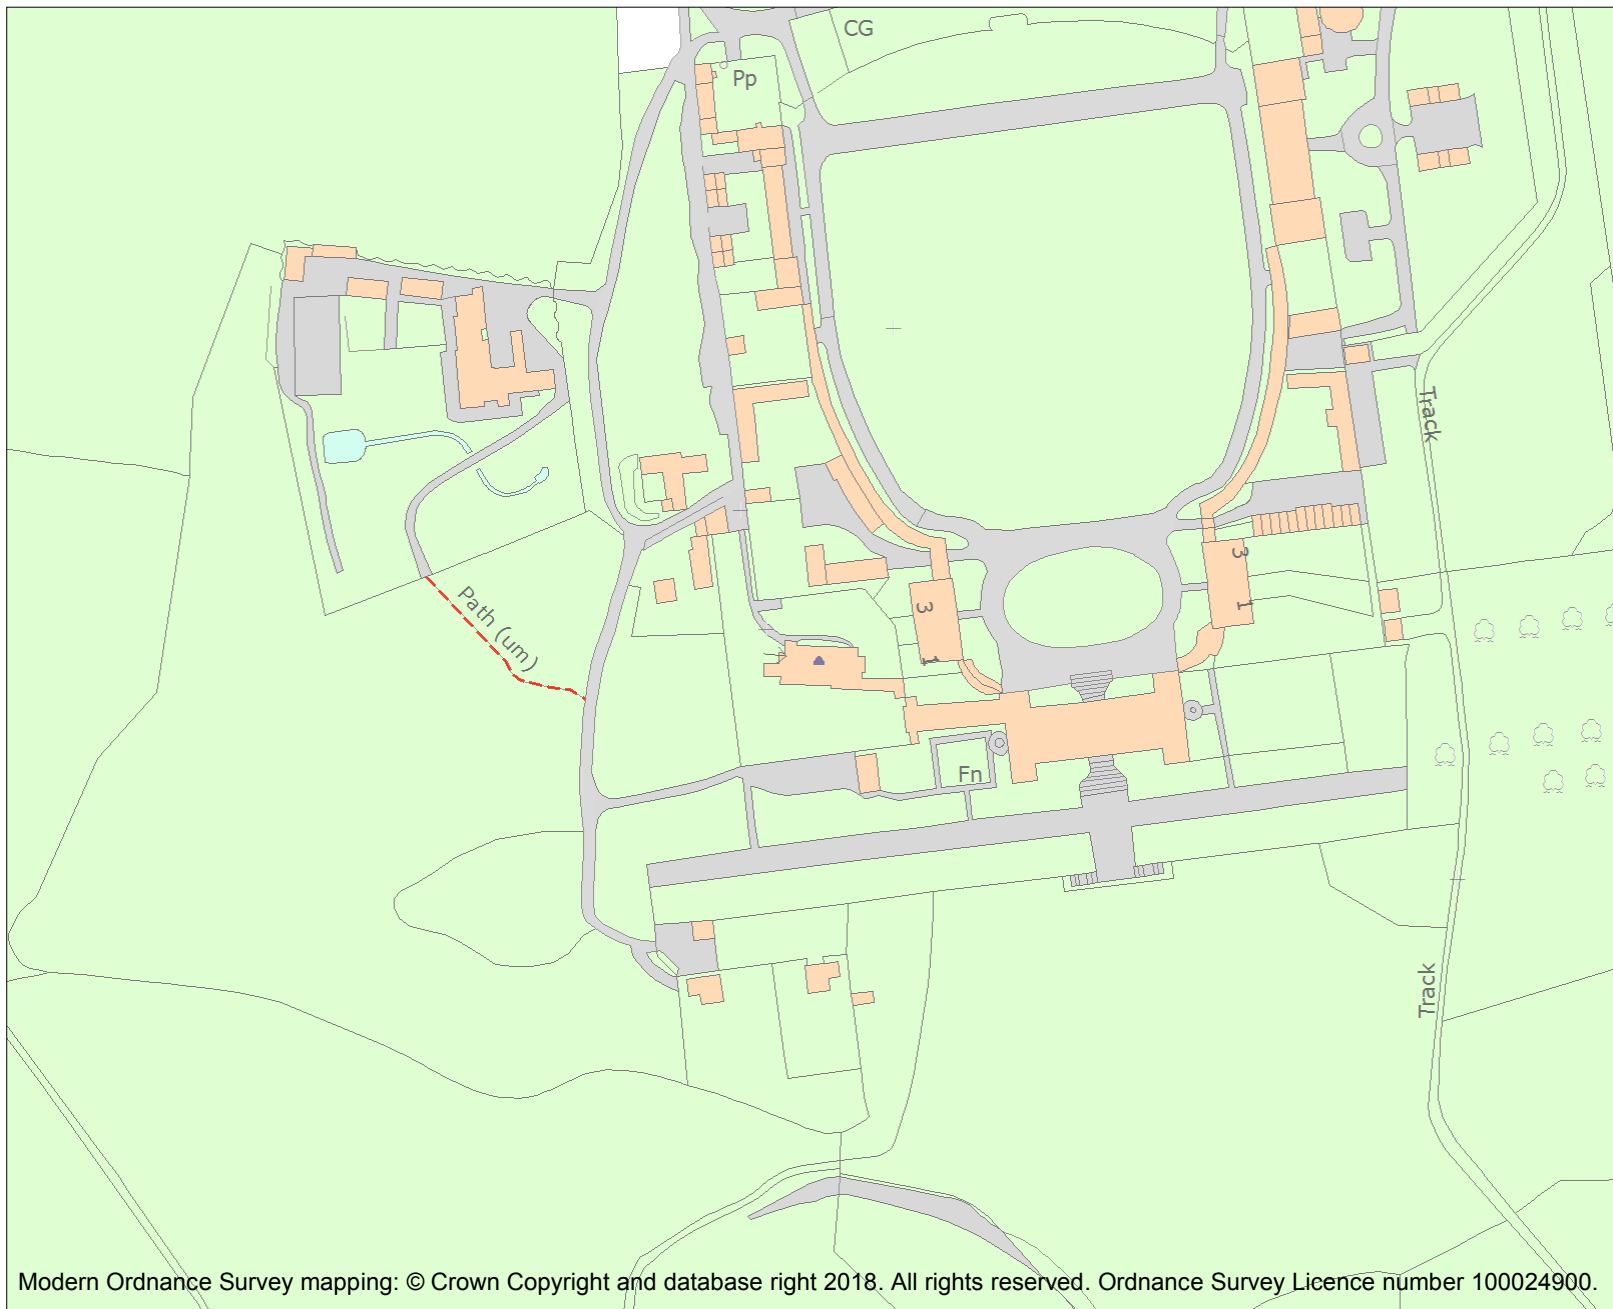 CG
Pp
Track
Path (um)
3
1
3
1
Fn
Track
Modern Ordnance Survey mapping: © Crown Copyright and database right 2018. All rights reserved. Ordnance Survey Licence number 100024900.